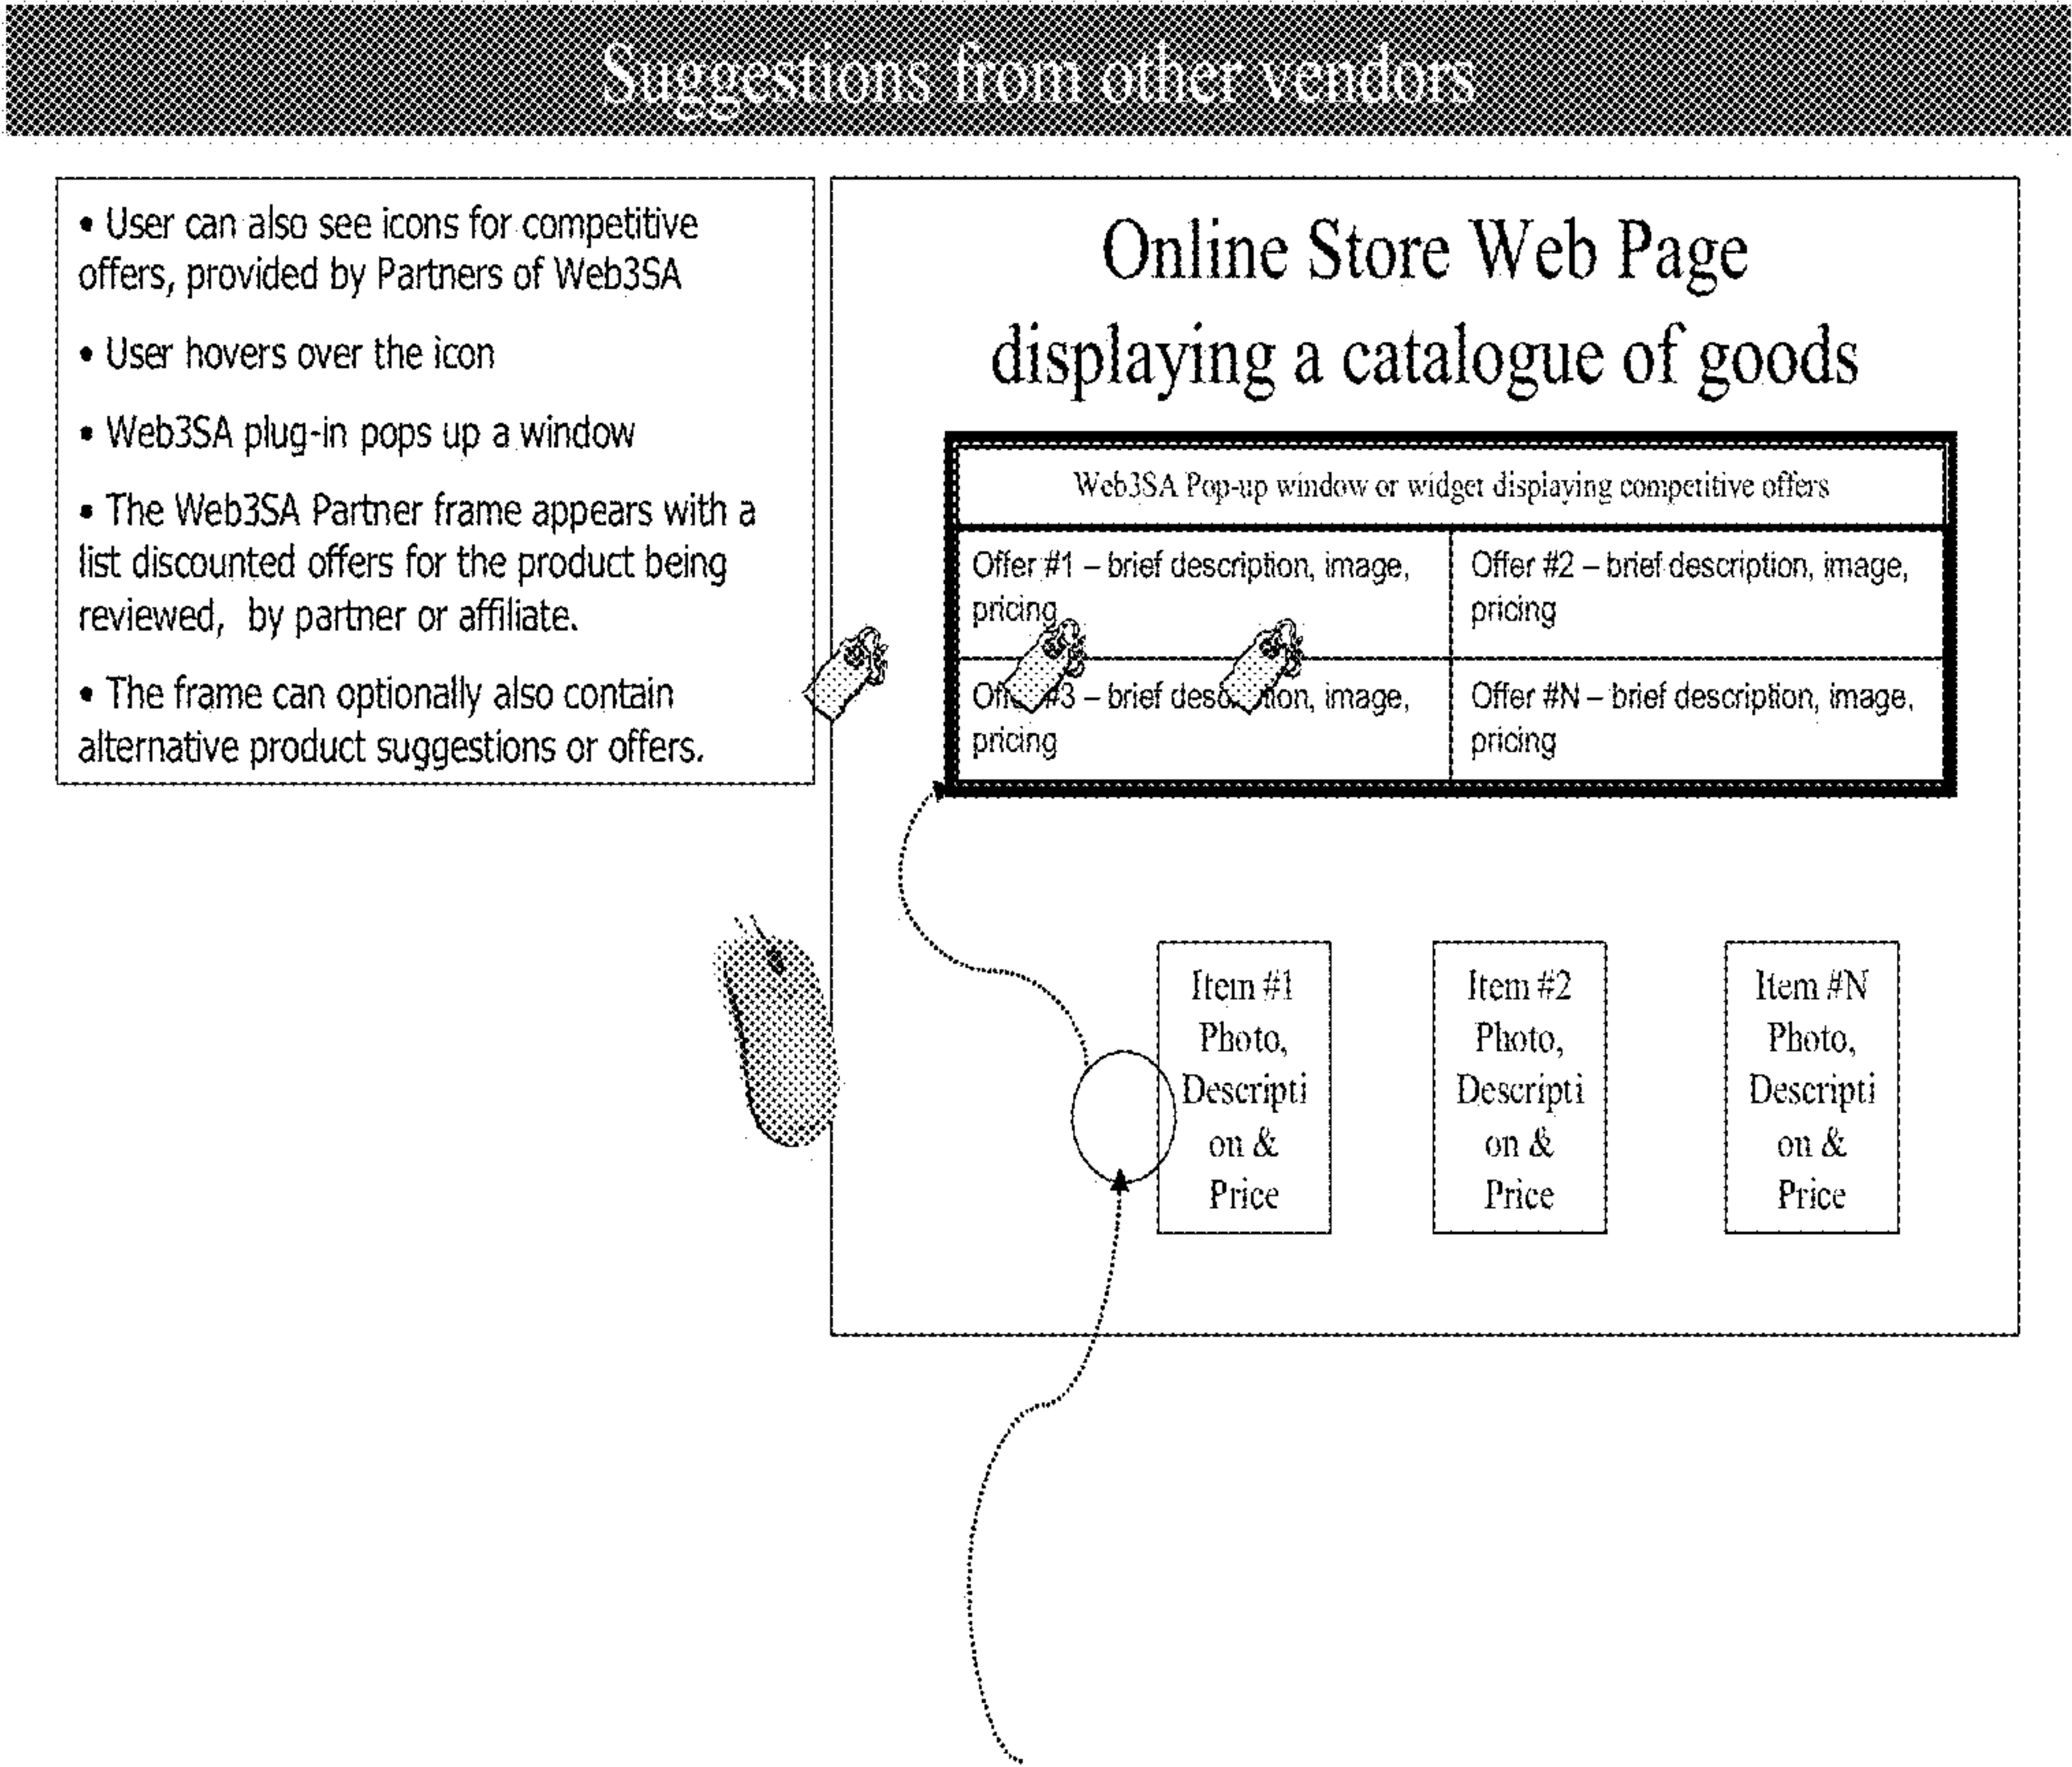 Suggestions from other vendors
• User can also see icons for competitive
offers, provided by Partners of Web3SA
• User hovers over the icon
• Web3SA plug-in pops up a window
• The Web3SA Partner frame appears with a
list discounted offers for the product being
reviewed, by partner or affiliate.
• The frame can optionally also contain
alternative product suggestions or offers.
Online Store Web Page
displaying a catalogue of goods
Web3SA Pop-up window or widget displaying competitive offers
Offer #1 – brief description, image,
pricing
Offer #2 – brief description, image,
pricing
#3 – brief image,
pricing
Offer #N – brief description, image,
pricing
Item #1
Photo,
Descripti
on &
Price
Item #2
Photo,
Descripti
on &
Price
Item #N
Photo,
Descripti
on &
Price